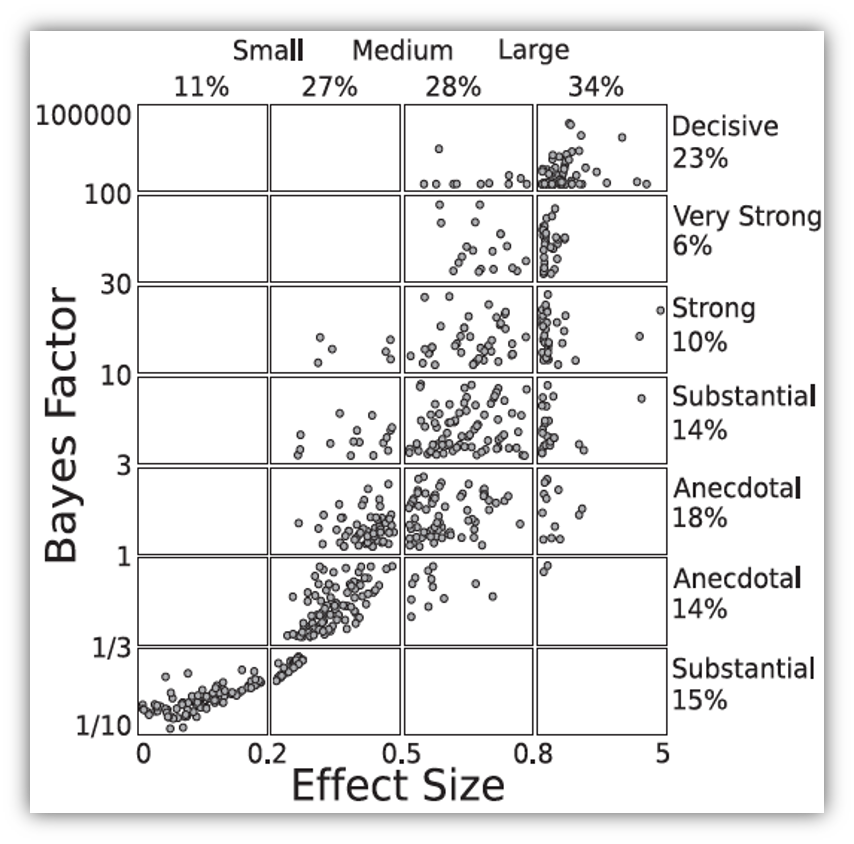 Small Medium Large
11% 27% 28% 34%
100000
Decisive
23%
100
Very Strong
6%
30
Strong
10%
10
Substantial
14%
3
Anecdotal
18%
1
Anecdotal
14%
1/3
Substantial
15%
1/10
0 0.2 0.5 0.8 5
Effect Size
Bayes Factor